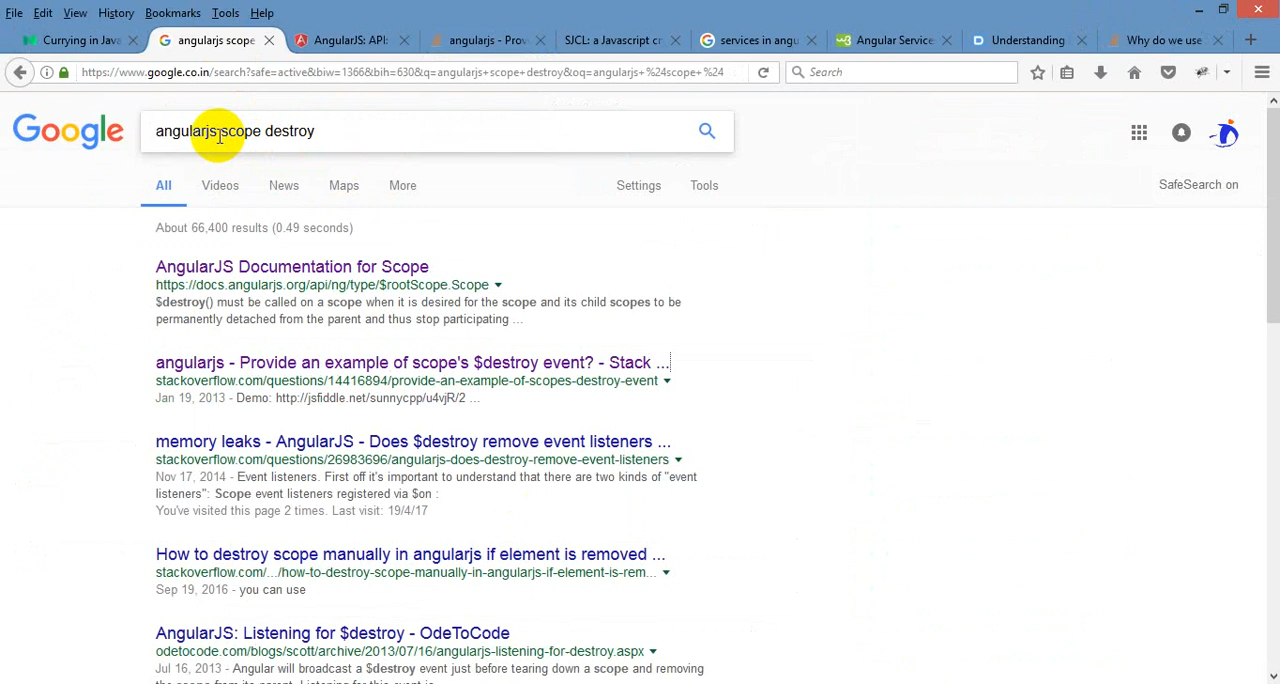 File Edit View History Bookmarks Tools Help
Currying in Java
angularjs scope
AngularJS: API:
angularjs - Prov
SJCL: a Javascript cr
services in angu
Angular Service
Understanding
Why do we use
https://www.google.co.in/search?safe=active&biw=1366&bih=630&q=angularjs+scope+destroy&oq=angularjs+%24scope+%24
Search
Google
angularjs scope destroy
All Videos News Maps More Settings Tools
SafeSearch on
About 66,400 results (0.49 seconds)
AngularJS Documentation for Scope
https://docs.angularjs.org/api/ng/type/$rootScope.Scope
$destroy() must be called on a scope when it is desired for the scope and its child scopes to be
permanently detached from the parent and thus stop participating ...
angularjs - Provide an example of scope's $destroy event? - Stack ...
stackoverflow.com/questions/14416894/provide-an-example-of-scopes-destroy-event
Jan 19, 2013 - Demo: http://jsfiddle.net/sunnycpp/u4vjR/2 ...
memory leaks - AngularJS - Does $destroy remove event listeners ...
stackoverflow.com/questions/26983696/angularjs-does-destroy-remove-event-listeners
Nov 17, 2014 - Event listeners. First off it's important to understand that there are two kinds of "event
listeners": Scope event listeners registered via $on :
You've visited this page 2 times. Last visit: 19/4/17
How to destroy scope manually in angularjs if element is removed ...
stackoverflow.com/.../how-to-destroy-scope-manually-in-angularjs-if-element-is-rem...
Sep 19, 2016 - you can use
AngularJS: Listening for $destroy - OdeToCode
odetocode.com/blogs/scott/archive/2013/07/16/angularjs-listening-for-destroy.aspx
Jul 16, 2013 - Angular will broadcast a $destroy event just before tearing down a scope and removing